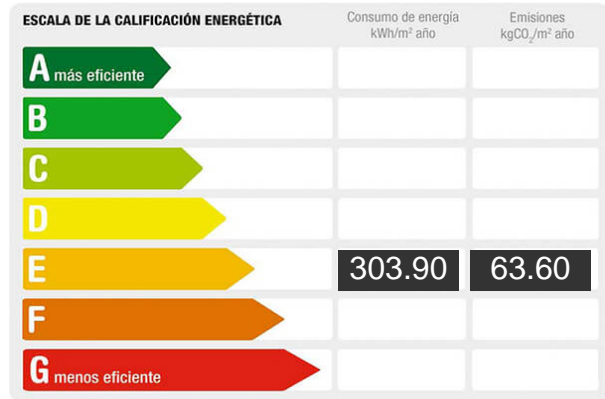 ESCALA DE LA CALIFICACIÓN ENERGÉTICA
Consumo de energía
kWh/m² año
Emisiones
kgCO₂/m² año
A más eficiente
B
C
D
E 303.90 63.60
F
G menos eficiente